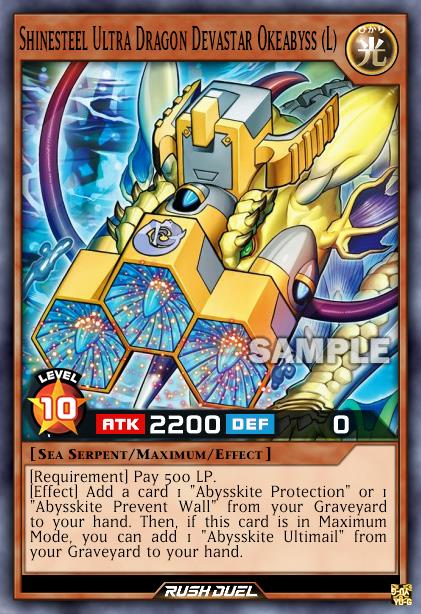 Shinesteel Ultra Dragon Devastar Okeabyss (L)
ひかり
光
SAMPLE
LEVEL
10
ATK 2200 DEF 0
[ Sea Serpent/Maximum/Effect ]
[Requirement] Pay 500 LP.
[Effect] Add a card 1 "Abysskite Protection" or 1
"Abysskite Prevent Wall" from your Graveyard
to your hand. Then, if this card is in Maximum
Mode, you can add 1 "Abysskite Ultimail" from
your Graveyard to your hand.
RUSH DUEL